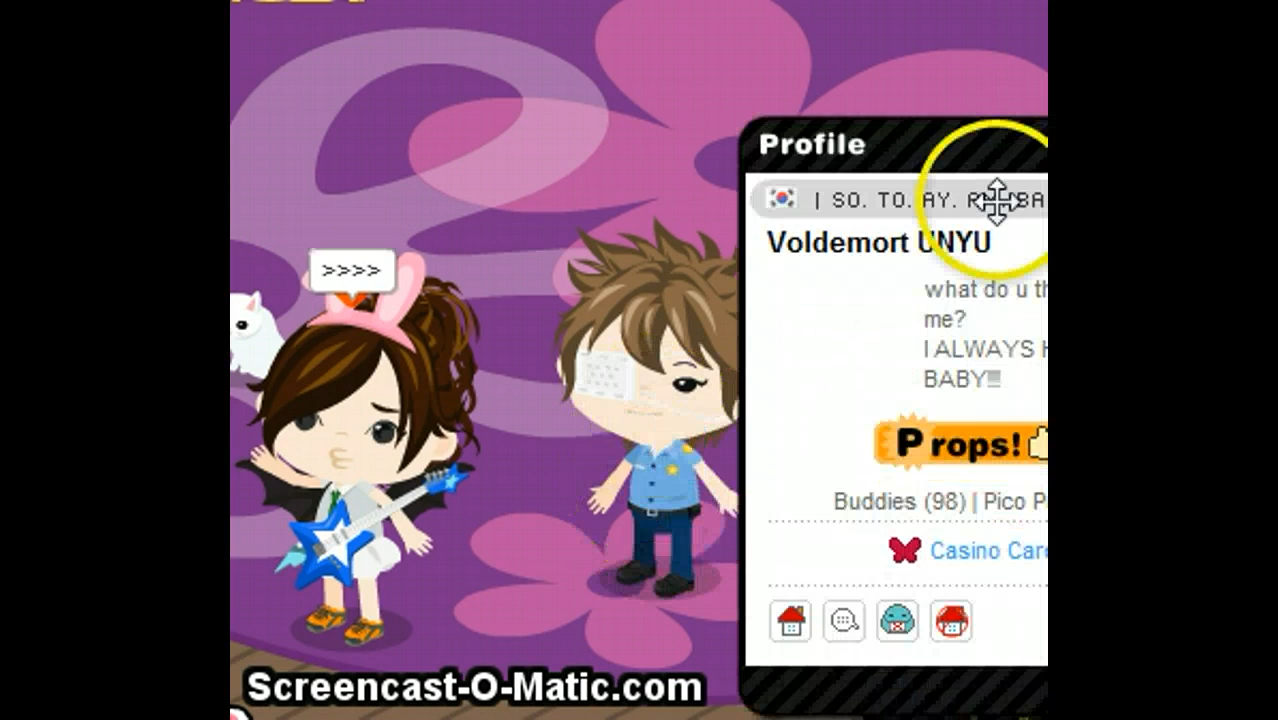 Profile
| SO. TO. AY. R BA
Voldemort UNYU
>>>>
what do u th
me?
I ALWAYS H
BABY!!!
Props!
Buddies (98) | Pico P
Casino Car
Screencast-O-Matic.com